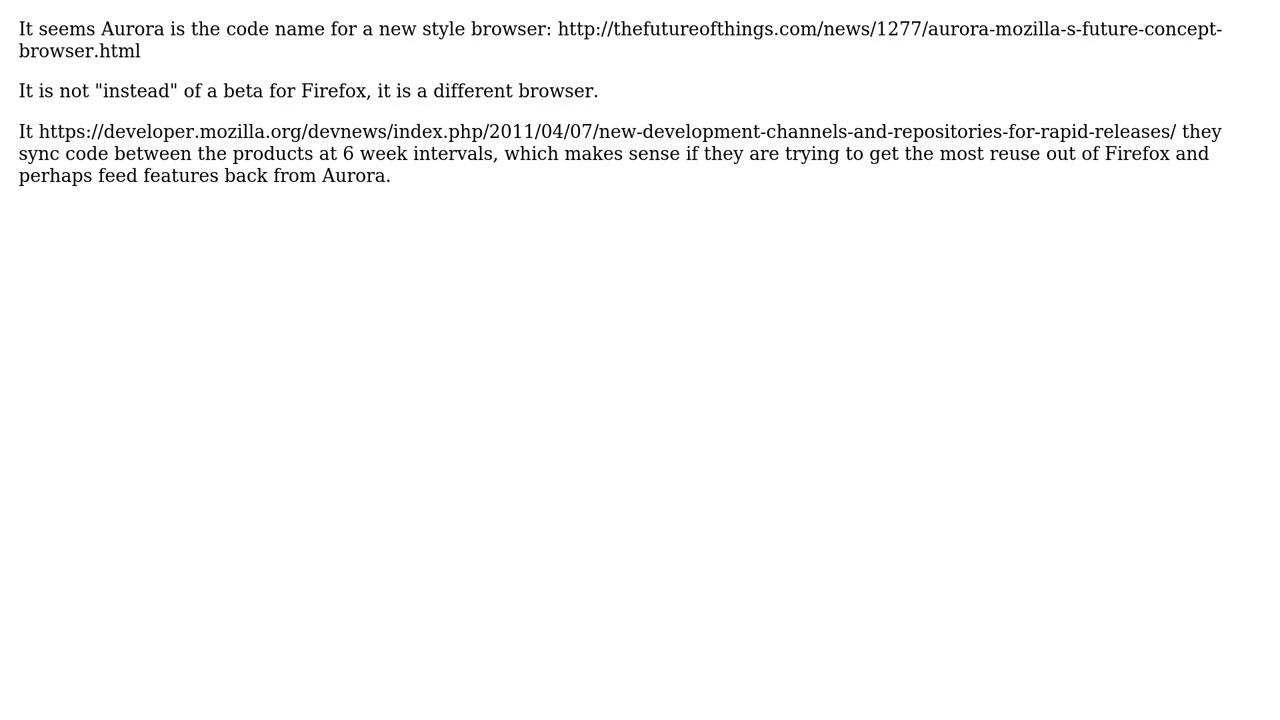 It seems Aurora is the code name for a new style browser: http://thefutureofthings.com/news/1277/aurora-mozilla-s-future-concept-
browser.html
It is not "instead" of a beta for Firefox, it is a different browser.
It https://developer.mozilla.org/devnews/index.php/2011/04/07/new-development-channels-and-repositories-for-rapid-releases/ they
sync code between the products at 6 week intervals, which makes sense if they are trying to get the most reuse out of Firefox and
perhaps feed features back from Aurora.